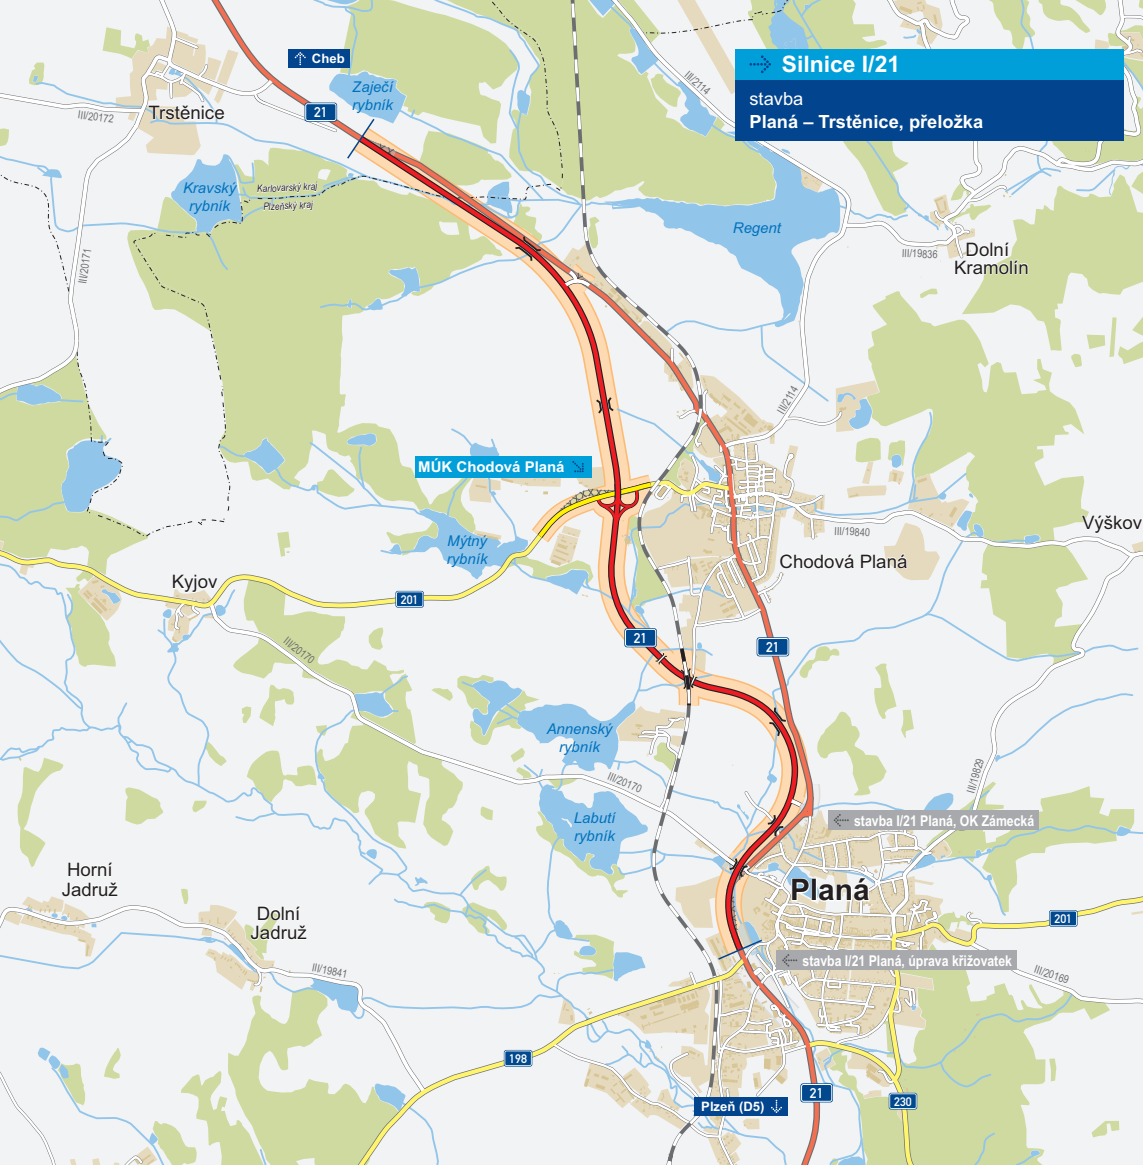 Silnice I/21
stavba
Planá – Trstěnice, přeložka
Cheb
21
Zaječí
rybník
Trstěnice
III/20172
III/2114
Kravský
rybník
Karlovarský kraj
Plzeňský kraj
Regent
Dolní
Kramolín
III/19836
III/20171
III/2114
MÚK Chodová Planá
Mýtný
rybník
III/19840
Výškov
Chodová Planá
Kyjov
201
21
21
III/20170
Annenský
rybník
III/20170
III/19829
Labutí
rybník
stavba I/21 Planá, OK Zámecká
Planá
Horní
Jadruž
Dolní
Jadruž
201
stavba I/21 Planá, úprava křižovatek
III/19841
III/20169
198
Plzeň (D5)
21
230